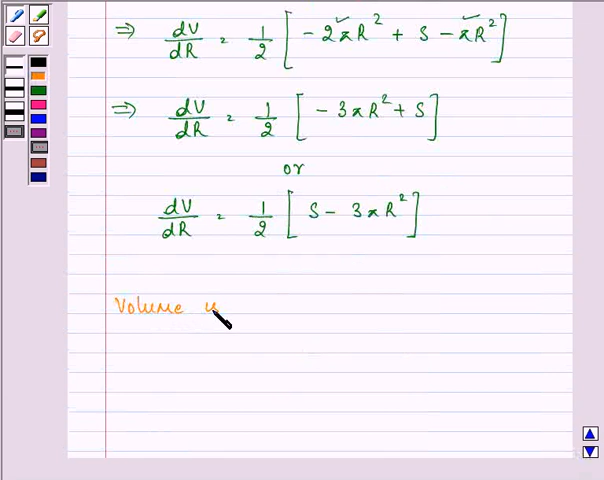 ⇒ dV/dR = 1/2 [ - 2πR² + S - πR² ]
⇒ dV/dR = 1/2 [ - 3πR² + S ]
or
dV/dR = 1/2 [ S - 3πR² ]
Volume